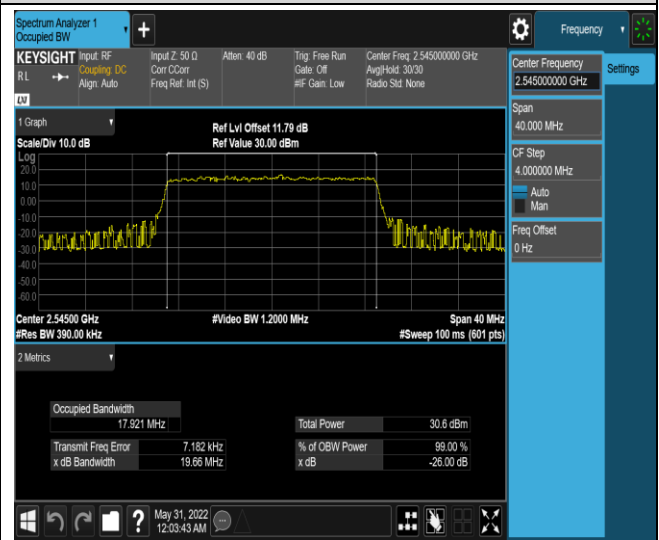 Spectrum Analyzer 1
Occupied BW
Frequency
KEYSIGHT
Input: RF
Coupling: DC
Align: Auto
Input Z: 50 Ω
Corr CCorr
Freq Ref: Int (S)
Atten: 40 dB
Trig: Free Run
Gate: Off
#IF Gain: Low
Center Freq: 2.545000000 GHz
Avg|Hold: 30/30
Radio Std: None
R L
LXI
Center Frequency
2.545000000 GHz
Settings
Span
40.000 MHz
CF Step
4.000000 MHz
Auto
Man
Freq Offset
0 Hz
1 Graph
Scale/Div 10.0 dB
Ref Lvl Offset 11.79 dB
Ref Value 30.00 dBm
Log
20.0
10.0
0.00
-10.0
-20.0
-30.0
-40.0
-50.0
-60.0
Center 2.54500 GHz
#Video BW 1.2000 MHz
Span 40 MHz
#Res BW 390.00 kHz
#Sweep 100 ms (601 pts)
2 Metrics
Occupied Bandwidth
17.921 MHz
Total Power 30.6 dBm
Transmit Freq Error 7.182 kHz
% of OBW Power 99.00 %
x dB Bandwidth 19.66 MHz
x dB -26.00 dB
?
May 31, 2022
12:03:43 AM